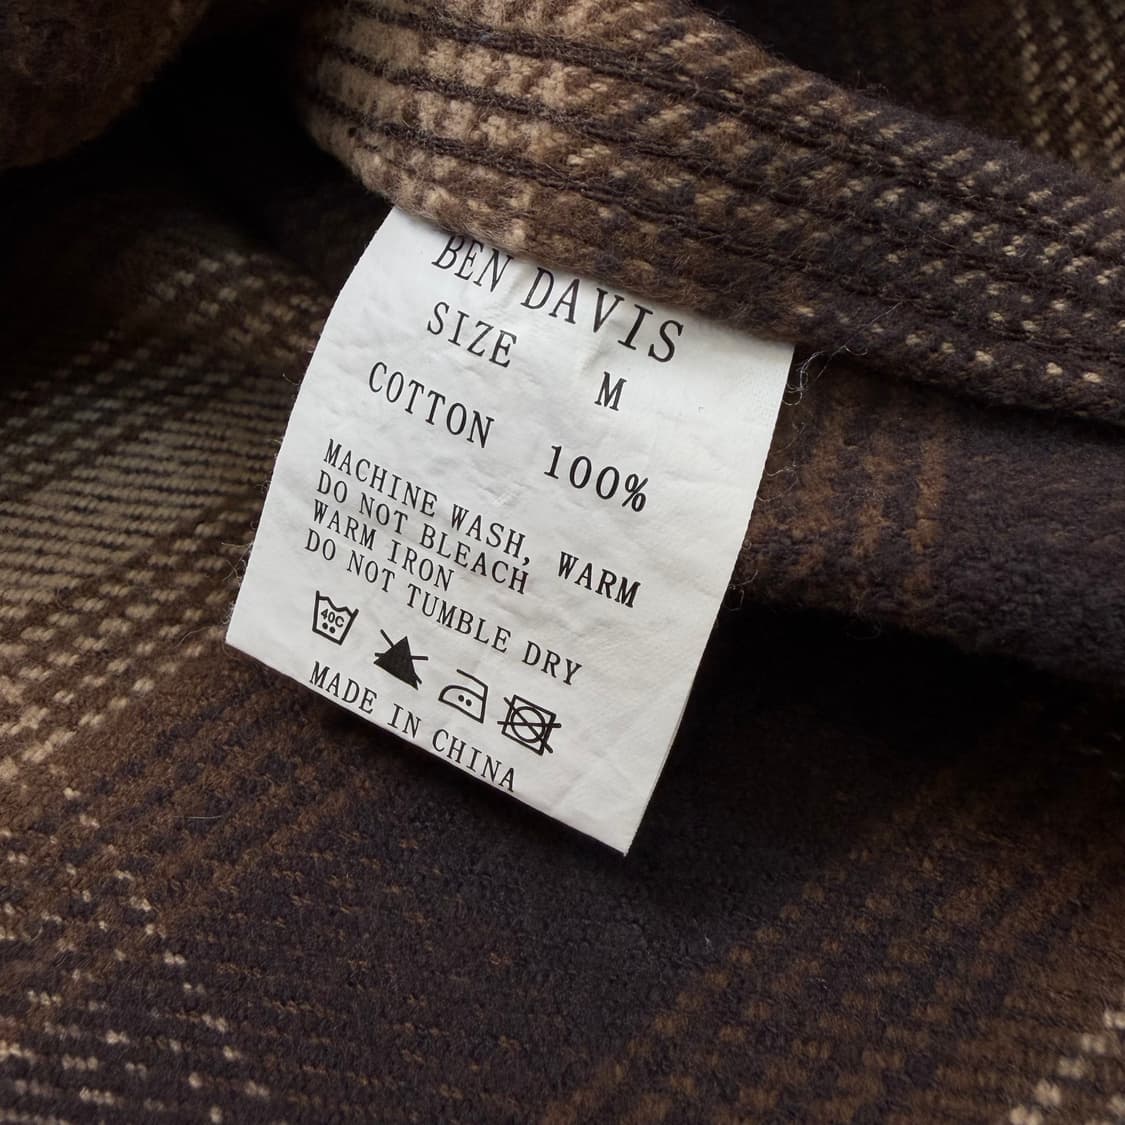 BEN DAVIS
SIZE M
COTTON 100%
MACHINE WASH, WARM
DO NOT BLEACH
WARM IRON
DO NOT TUMBLE DRY
40C
MADE IN CHINA